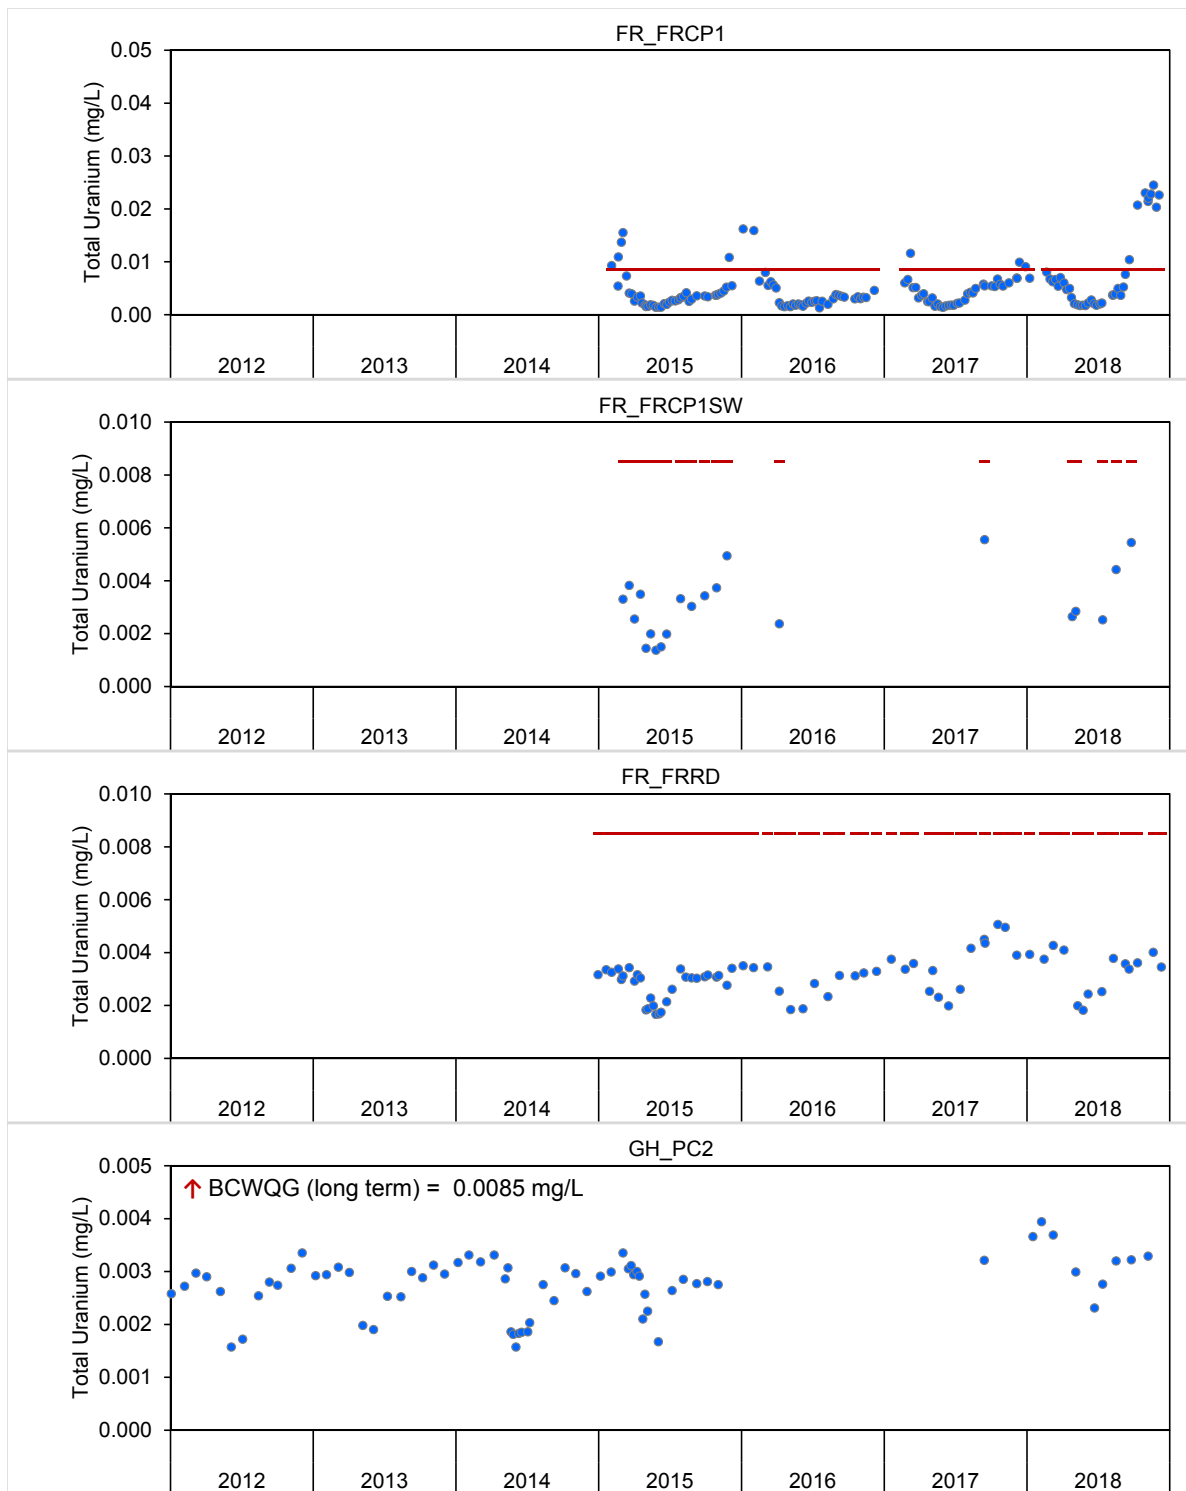 FR_FRCP1
Total Uranium (mg/L)
0.05
0.04
0.03
0.02
0.01
0.00
2012 2013 2014 2015 2016 2017 2018
FR_FRCP1SW
Total Uranium (mg/L)
0.010
0.008
0.006
0.004
0.002
0.000
2012 2013 2014 2015 2016 2017 2018
FR_FRRD
Total Uranium (mg/L)
0.010
0.008
0.006
0.004
0.002
0.000
2012 2013 2014 2015 2016 2017 2018
GH_PC2
Total Uranium (mg/L)
0.005
↑ BCWQG (long term) = 0.0085 mg/L
0.004
0.003
0.002
0.001
0.000
2012 2013 2014 2015 2016 2017 2018